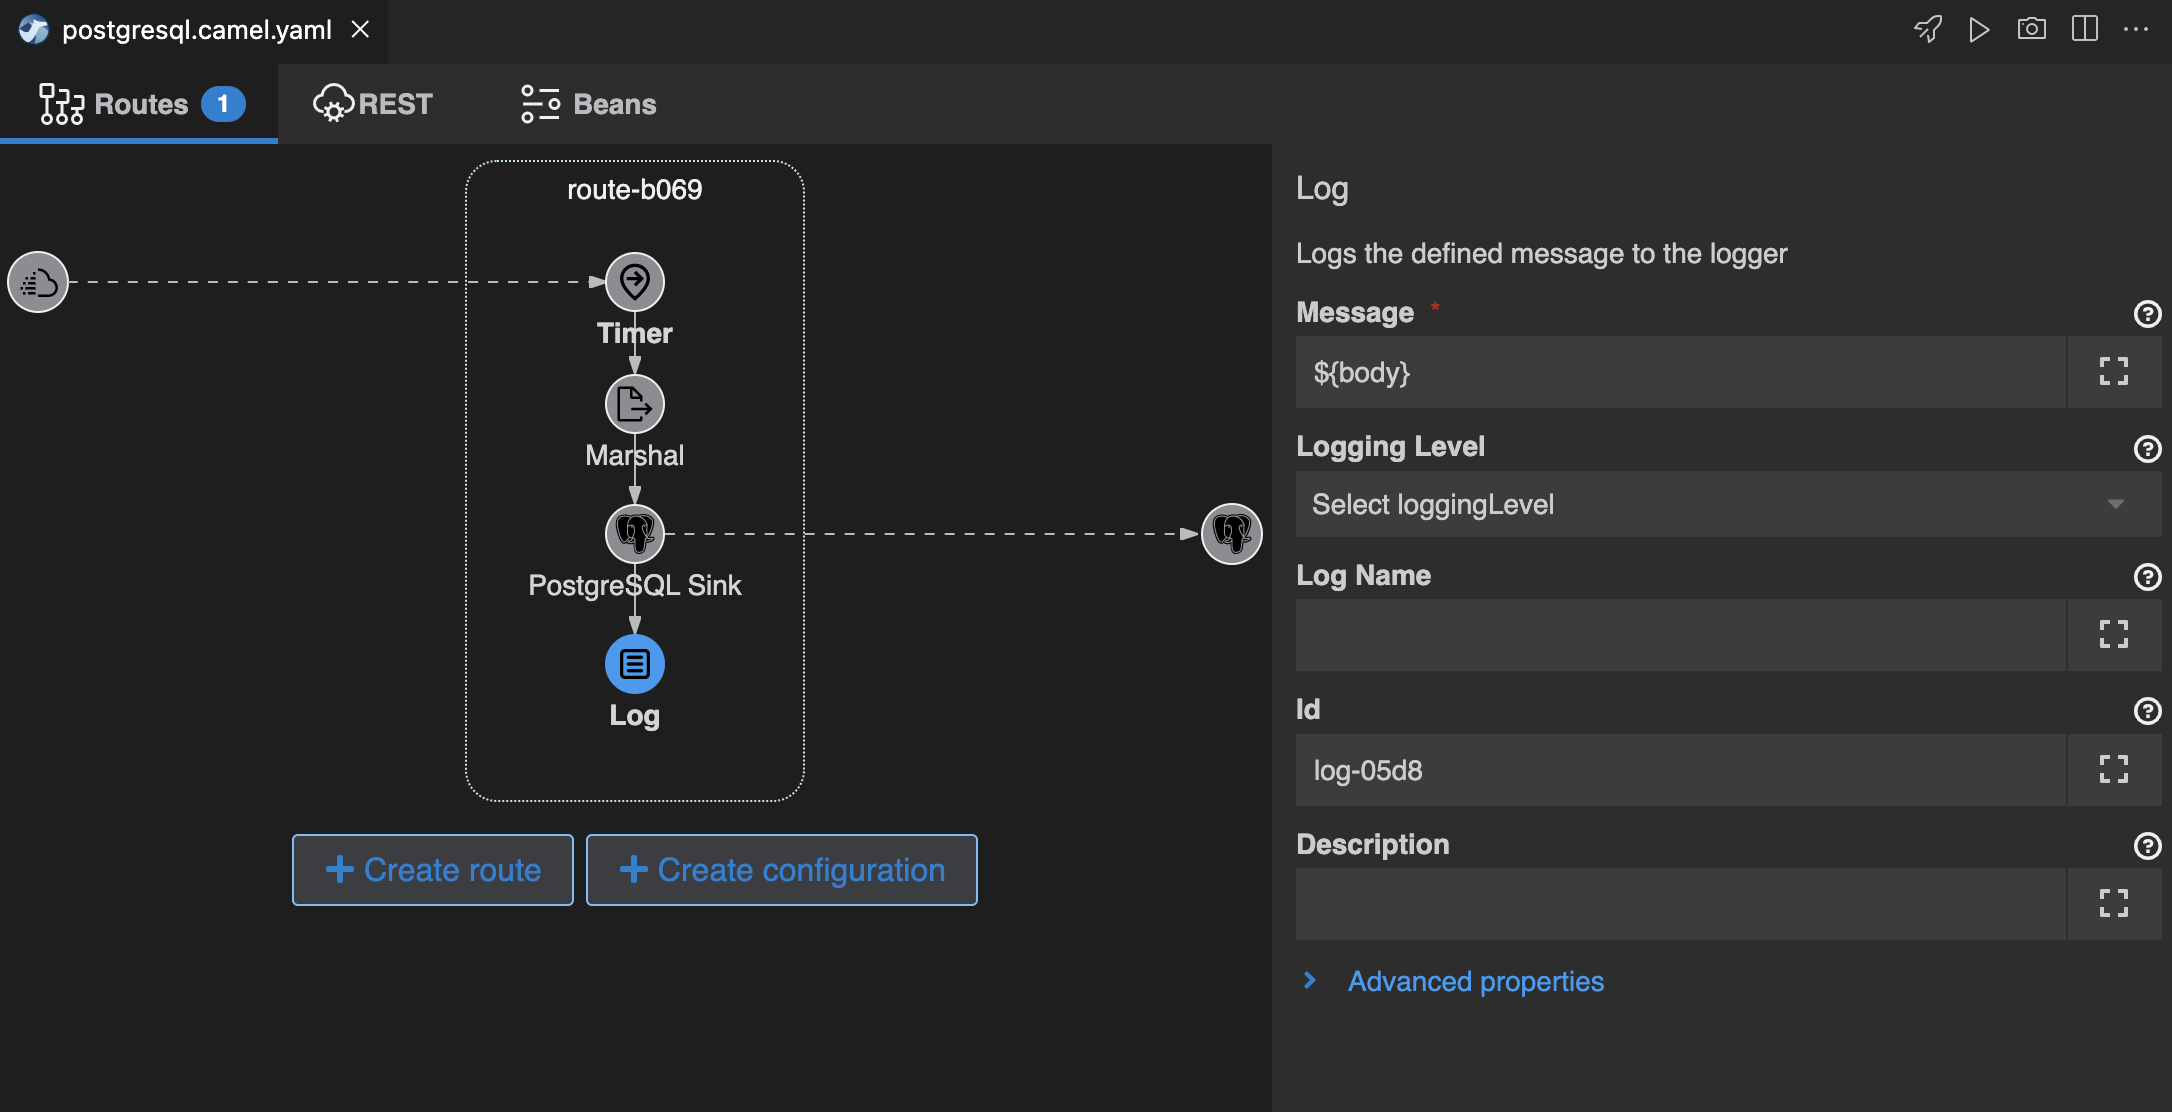 postgresql.camel.yaml
Routes 1
REST
Beans
route-b069
Timer
Marshal
PostgreSQL Sink
Log
Create route
Create configuration
Log
Logs the defined message to the logger
Message *
${body}
Logging Level
Select loggingLevel
Log Name
Id
log-05d8
Description
Advanced properties